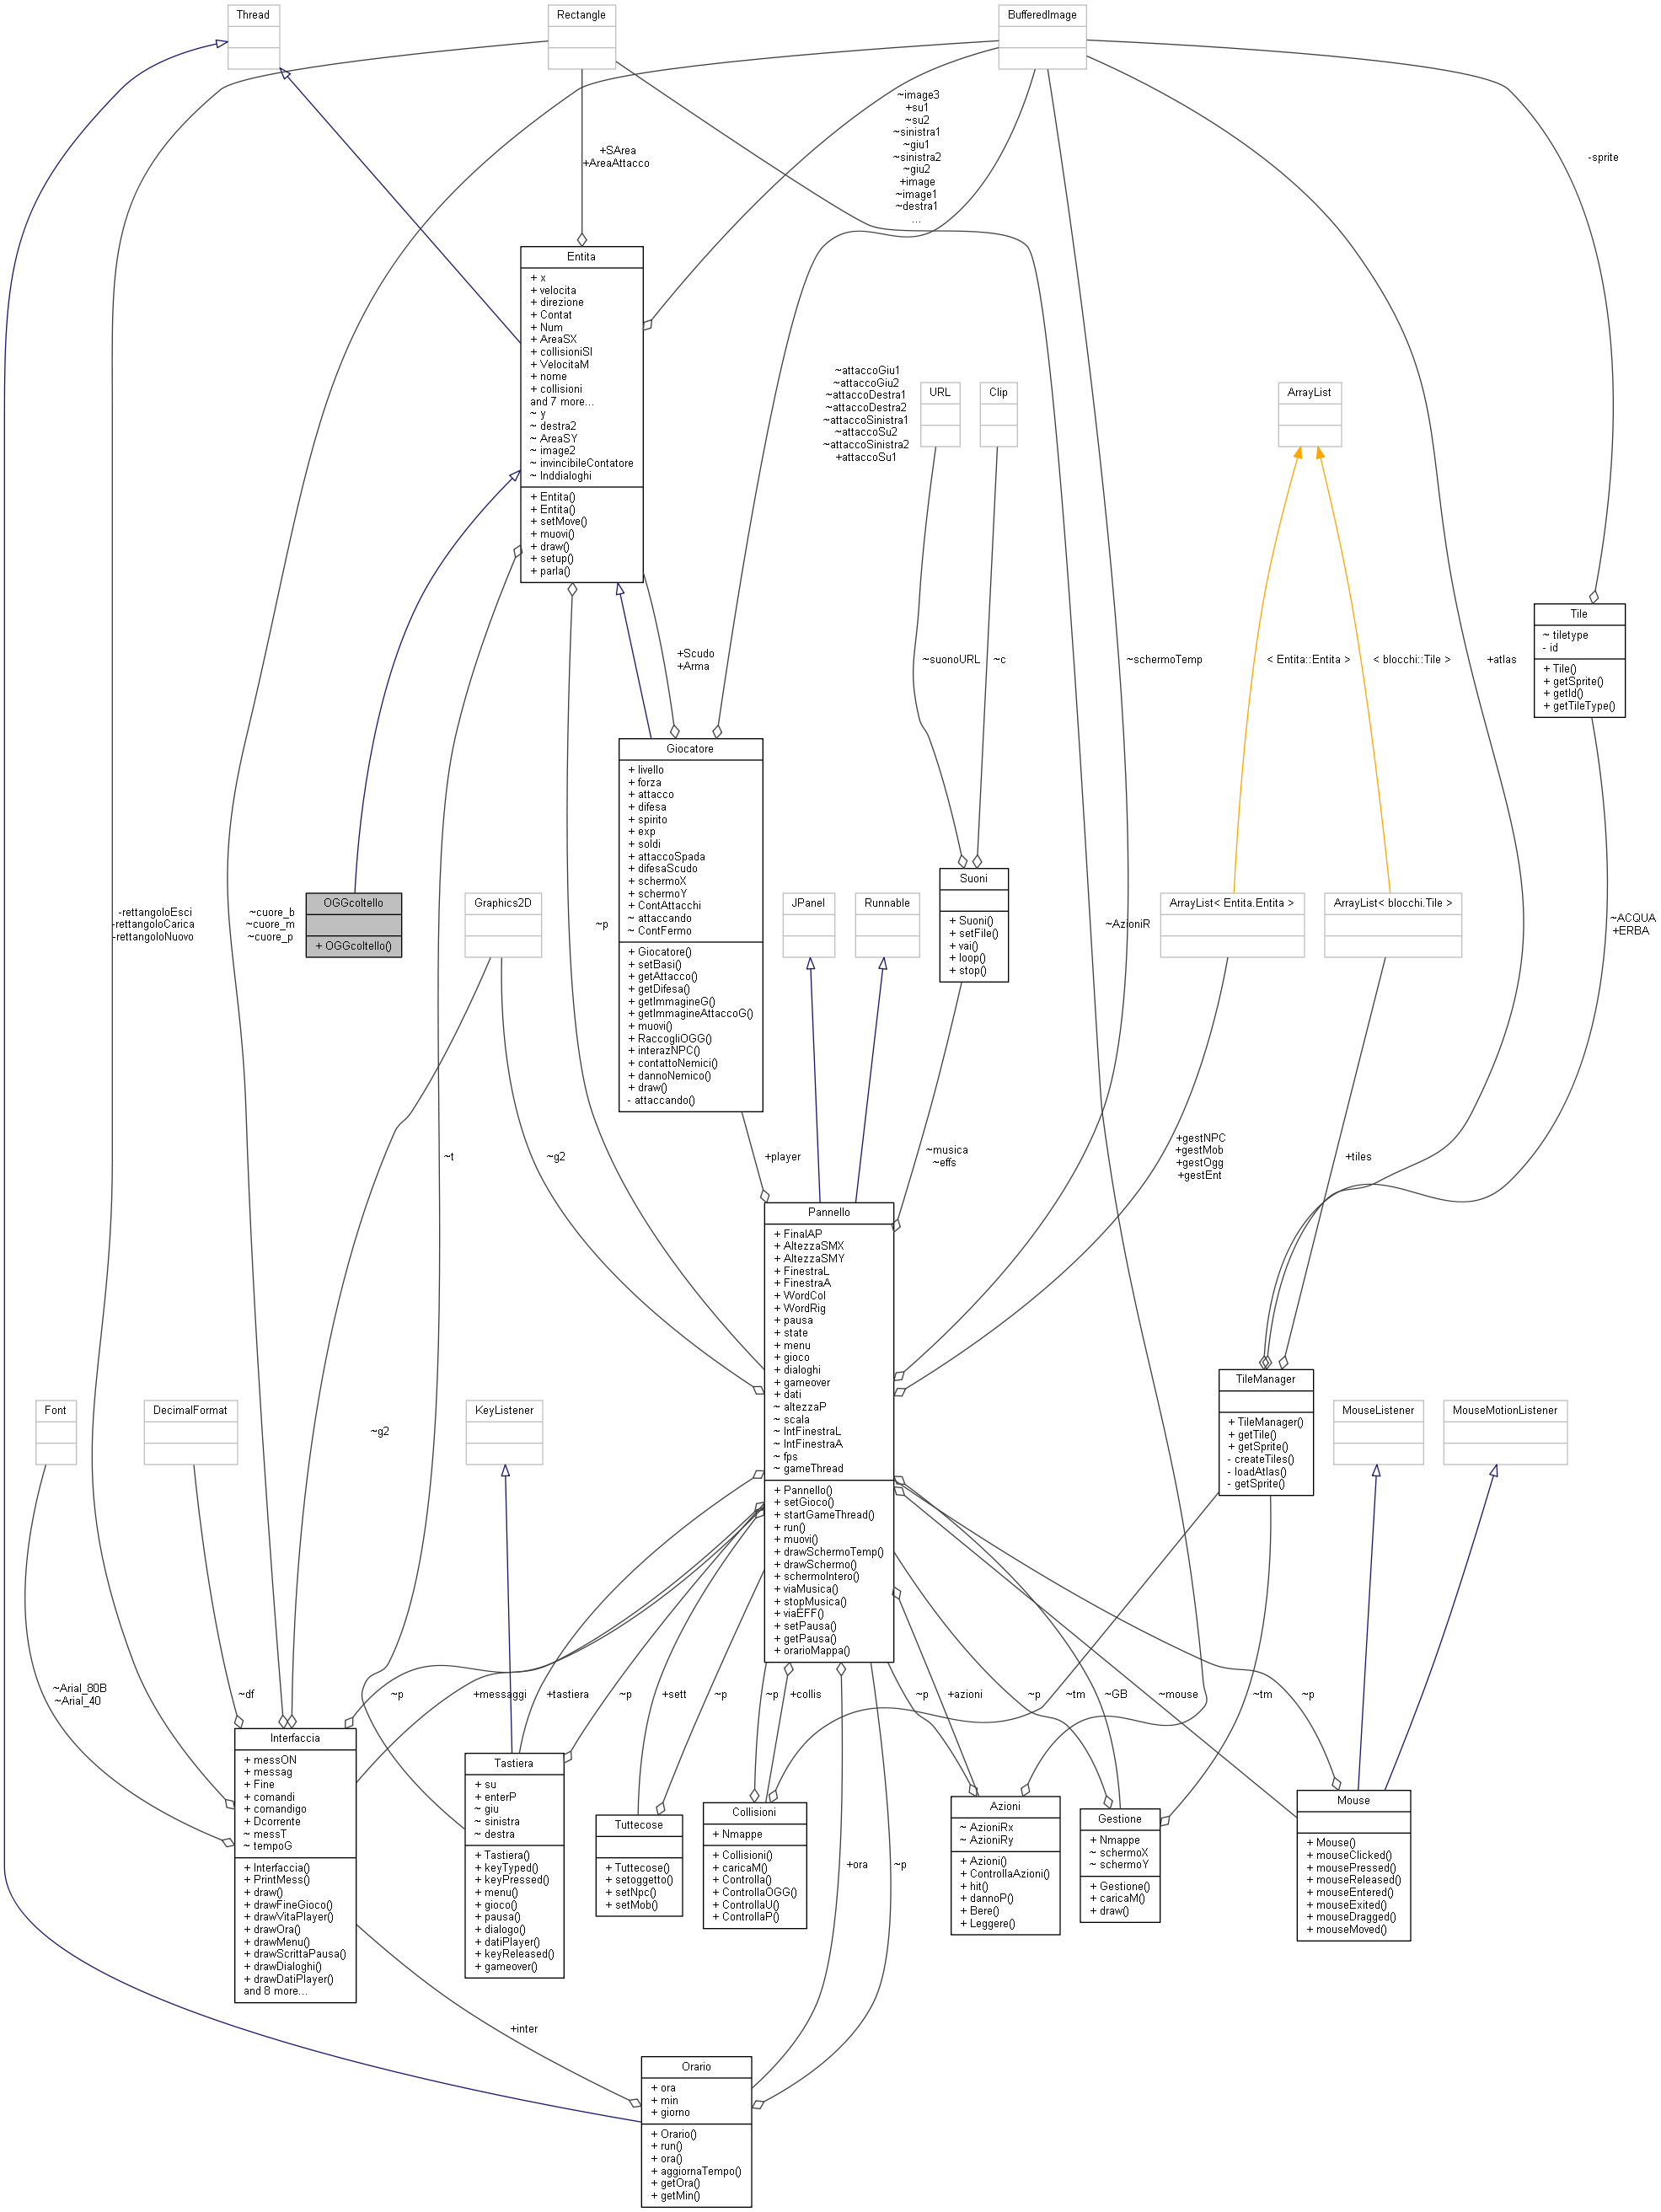 Thread
Rectangle
BufferedImage
~image3
+su1
~su2
~sinistra1
~giu1
~sinistra2
~giu2
+image
~image1
~destra1
...
+SArea
+AreaAttacco
-sprite
Entita
+ x
+ velocita
+ direzione
+ Contat
+ Num
+ AreaSX
+ collisioniSI
+ VelocitaM
+ nome
+ collisioni
and 7 more...
~ y
~ destra2
~ AreaSY
~ image2
~ invincibileContatore
~ Inddialoghi
+ Entita()
+ Entita()
+ setMove()
+ muovi()
+ draw()
+ setup()
+ parla()
~attaccoGiu1
~attaccoGiu2
~attaccoDestra1
~attaccoDestra2
~attaccoSinistra1
~attaccoSu2
~attaccoSinistra2
+attaccoSu1
URL
Clip
ArrayList
Tile
~ tiletype
- id
+ Tile()
+ getSprite()
+ getId()
+ getTileType()
+Scudo
+Arma
~suonoURL
~c
~schermoTemp
< Entita::Entita >
< blocchi::Tile >
+atlas
Giocatore
+ livello
+ forza
+ attacco
+ difesa
+ spirito
+ exp
+ soldi
+ attaccoSpada
+ difesaScudo
+ schermoX
+ schermoY
+ ContAttacchi
~ attaccando
~ ContFermo
+ Giocatore()
+ setBasi()
+ getAttacco()
+ getDifesa()
+ getImmagineG()
+ getImmagineAttaccoG()
+ muovi()
+ RaccogliOGG()
+ interazNPC()
+ contattoNemici()
+ dannoNemico()
+ draw()
- attaccando()
-rettangoloEsci
-rettangoloCarica
-rettangoloNuovo
~cuore_b
~cuore_m
~cuore_p
OGGcoltello
+ OGGcoltello()
Graphics2D
~p
JPanel
Runnable
Suoni
+ Suoni()
+ setFile()
+ vai()
+ loop()
+ stop()
~AzioniR
ArrayList< Entita.Entita >
ArrayList< blocchi.Tile >
~ACQUA
+ERBA
~t
~g2
+player
~musica
~effs
+gestNPC
+gestMob
+gestOgg
+gestEnt
+tiles
Pannello
+ FinalAP
+ AltezzaSMX
+ AltezzaSMY
+ FinestraL
+ FinestraA
+ WordCol
+ WordRig
+ pausa
+ state
+ menu
+ gioco
+ dialoghi
+ gameover
+ dati
~ altezzaP
~ scala
~ IntFinestraL
~ IntFinestraA
~ fps
~ gameThread
+ Pannello()
+ setGioco()
+ startGameThread()
+ run()
+ muovi()
+ drawSchermoTemp()
+ drawSchermo()
+ schermoIntero()
+ viaMusica()
+ stopMusica()
+ viaEFF()
+ setPausa()
+ getPausa()
+ orarioMappa()
Font
DecimalFormat
~g2
KeyListener
TileManager
+ TileManager()
+ getTile()
+ getSprite()
- createTiles()
- loadAtlas()
- getSprite()
MouseListener
MouseMotionListener
~Arial_80B
~Arial_40
~df
~p
+messaggi
+tastiera
~p
+sett
~p
~p
+collis
~p
+azioni
~p
~tm
~GB
~mouse
~tm
~p
Interfaccia
+ messON
+ messag
+ Fine
+ comandi
+ comandigo
+ Dcorrente
~ messT
~ tempoG
+ Interfaccia()
+ PrintMess()
+ draw()
+ drawFineGioco()
+ drawVitaPlayer()
+ drawOra()
+ drawMenu()
+ drawScrittaPausa()
+ drawDialoghi()
+ drawDatiPlayer()
and 8 more...
Tastiera
+ su
+ enterP
~ giu
~ sinistra
~ destra
+ Tastiera()
+ keyTyped()
+ keyPressed()
+ menu()
+ gioco()
+ pausa()
+ dialogo()
+ datiPlayer()
+ keyReleased()
+ gameover()
Tuttecose
+ Tuttecose()
+ setoggetto()
+ setNpc()
+ setMob()
Collisioni
+ Nmappe
+ Collisioni()
+ caricaM()
+ Controlla()
+ ControllaOGG()
+ ControllaU()
+ ControllaP()
+ora
~p
Azioni
~ AzioniRx
~ AzioniRy
+ Azioni()
+ ControllaAzioni()
+ hit()
+ dannoP()
+ Bere()
+ Leggere()
Gestione
+ Nmappe
~ schermoX
~ schermoY
+ Gestione()
+ caricaM()
+ draw()
Mouse
+ Mouse()
+ mouseClicked()
+ mousePressed()
+ mouseReleased()
+ mouseEntered()
+ mouseExited()
+ mouseDragged()
+ mouseMoved()
+inter
Orario
+ ora
+ min
+ giorno
+ Orario()
+ run()
+ ora()
+ aggiornaTempo()
+ getOra()
+ getMin()